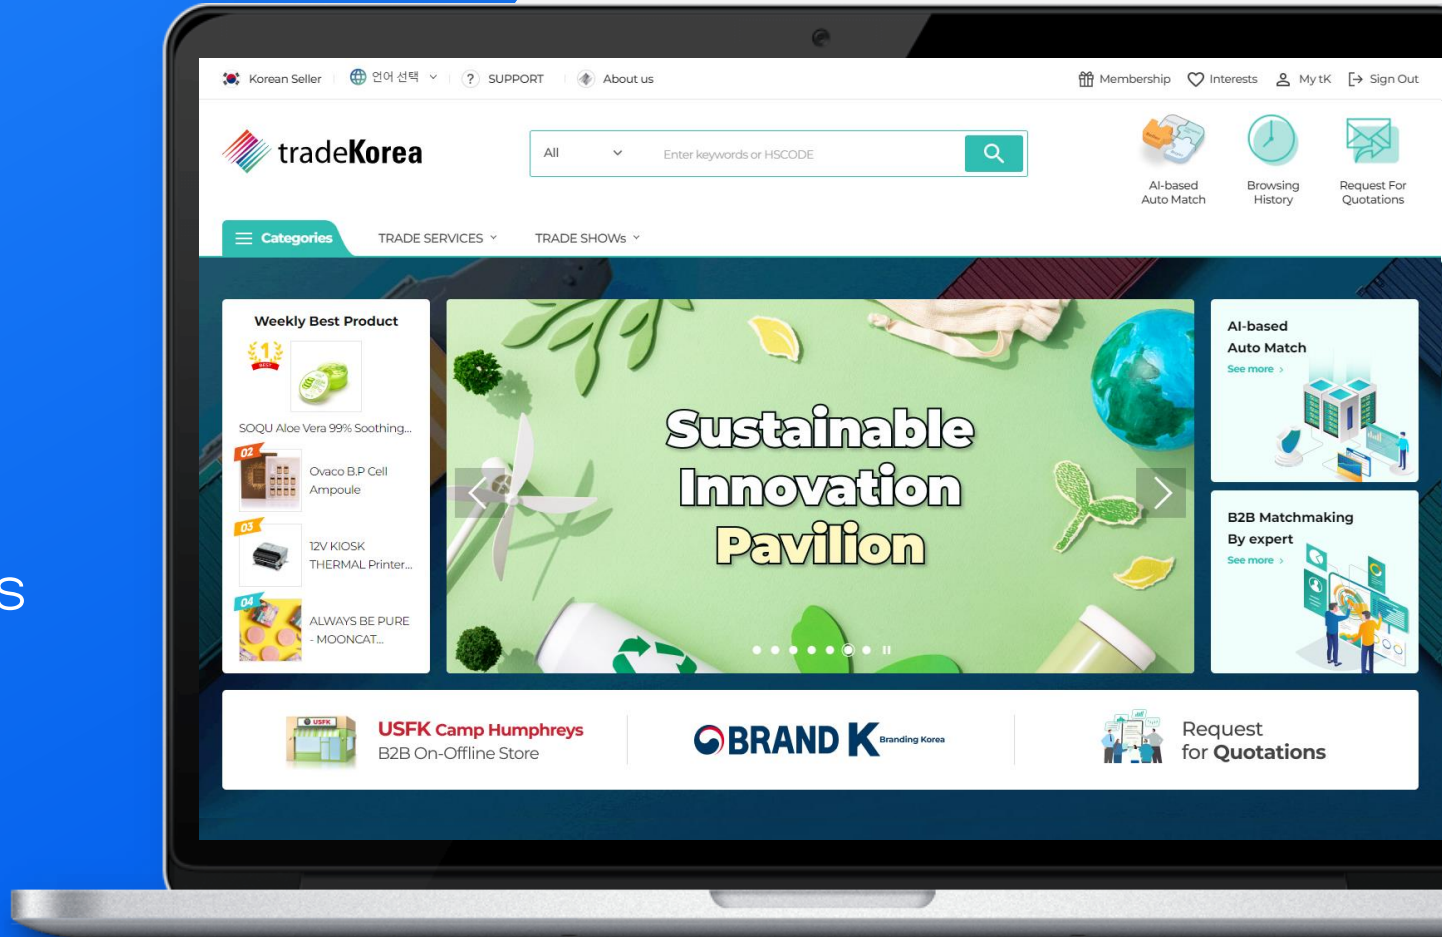 Korean Seller
언어 선택
? SUPPORT
About us
Membership
Interests
My tK
Sign Out
tradeKorea
All
Enter keywords or HSCODE
AI-based
Auto Match
Browsing
History
Request For
Quotations
Categories
TRADE SERVICES
TRADE SHOWs
Weekly Best Product
1
BEST
SOQU Aloe Vera 99% Soothing...
02
Ovaco B.P Cell
Ampoule
03
12V KIOSK
THERMAL Printer...
04
ALWAYS BE PURE
- MOONCAT...
Sustainable
Innovation
Pavilion
AI-based
Auto Match
See more >
B2B Matchmaking
By expert
See more >
s
USFK
USFK Camp Humphreys
B2B On-Offline Store
BRAND K Branding Korea
Request
for Quotations